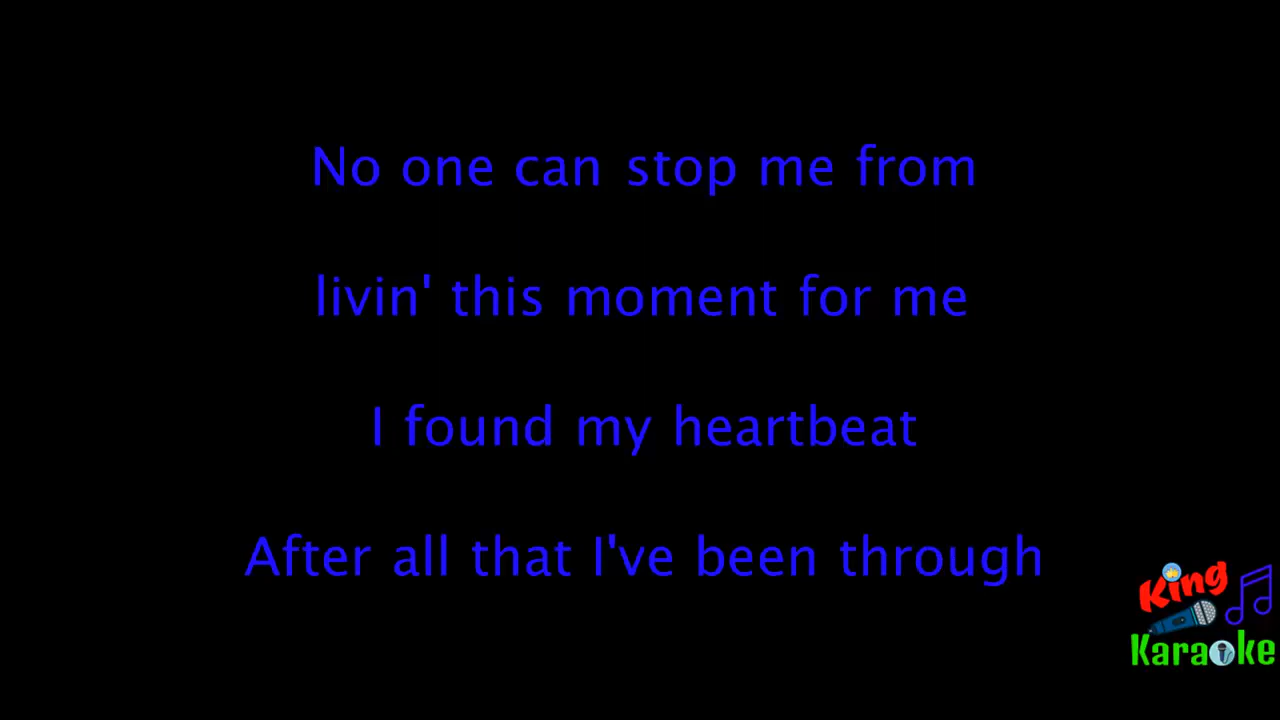 No one can stop me from
livin' this moment for me
I found my heartbeat
After all that I've been through
King
Karaoke